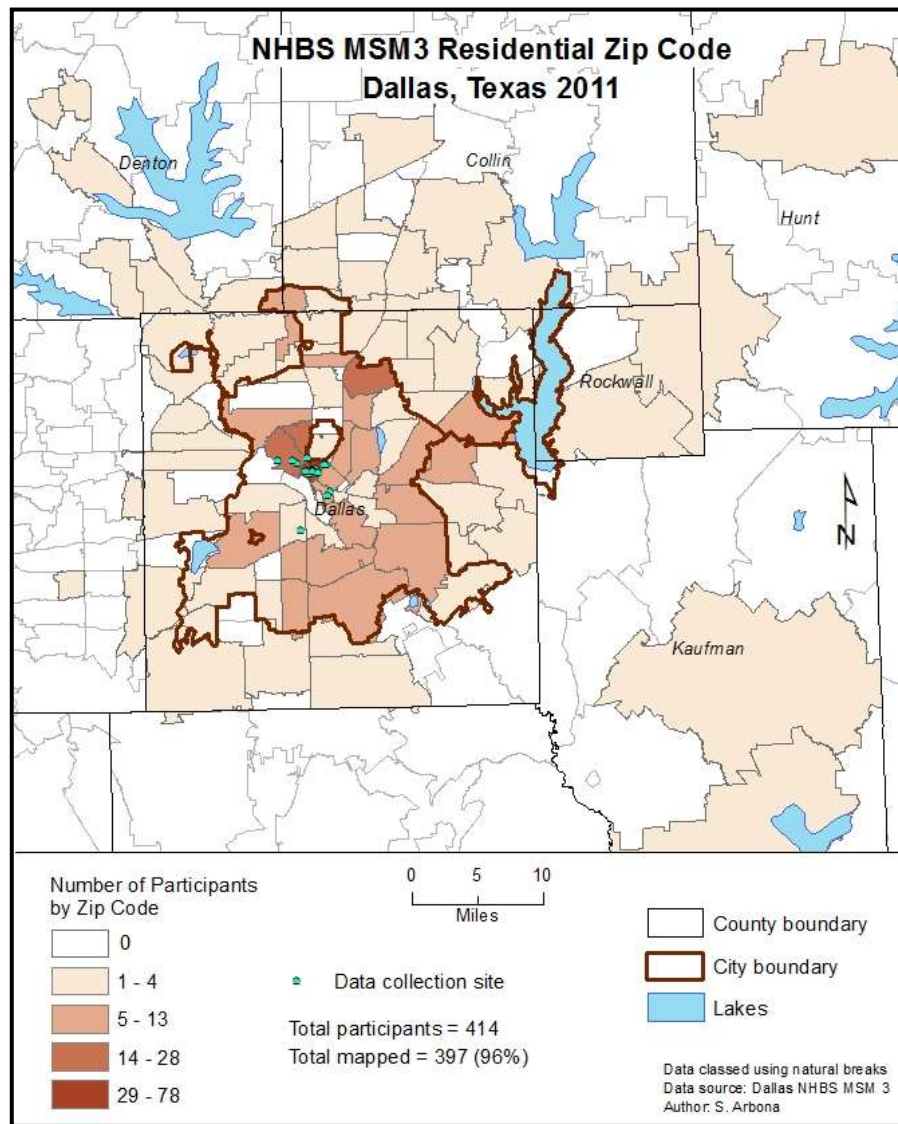 NHBS MSM3 Residential Zip Code
Dallas, Texas 2011
Denton
Collin
Hunt
Rockwall
Dallas
Kaufman
N
Number of Participants
by Zip Code
0
1 - 4
5 - 13
14 - 28
29 - 78
0 5 10
Miles
Data collection site
Total participants = 414
Total mapped = 397 (96%)
County boundary
City boundary
Lakes
Data classed using natural breaks
Data source: Dallas NHBS MSM 3
Author: S. Arbona